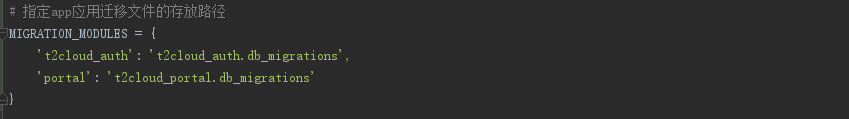 # 指定app应用迁移文件的存放路径
MIGRATION_MODULES = {
    't2cloud_auth': 't2cloud_auth.db_migrations',
    'portal': 't2cloud_portal.db_migrations'
}